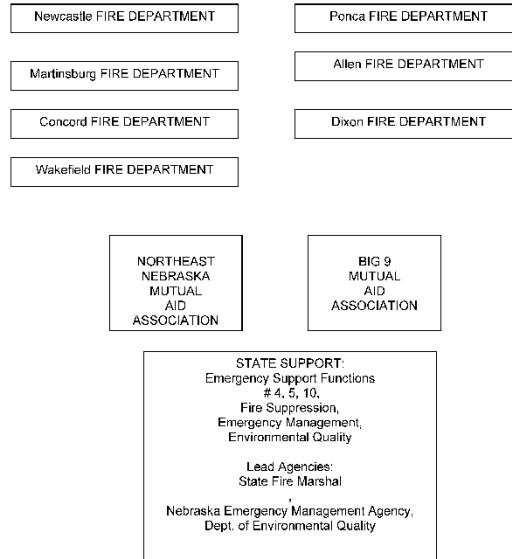 Newcastle FIRE DEPARTMENT
Ponca FIRE DEPARTMENT
Martinsburg FIRE DEPARTMENT
Allen FIRE DEPARTMENT
Concord FIRE DEPARTMENT
Dixon FIRE DEPARTMENT
Wakefield FIRE DEPARTMENT
NORTHEAST
NEBRASKA
MUTUAL
AID
ASSOCIATION
BIG 9
MUTUAL
AID
ASSOCIATION
STATE SUPPORT:
Emergency Support Functions
# 4, 5, 10,
Fire Suppression,
Emergency Management,
Environmental Quality
Lead Agencies:
State Fire Marshal
,
Nebraska Emergency Management Agency,
Dept. of Environmental Quality